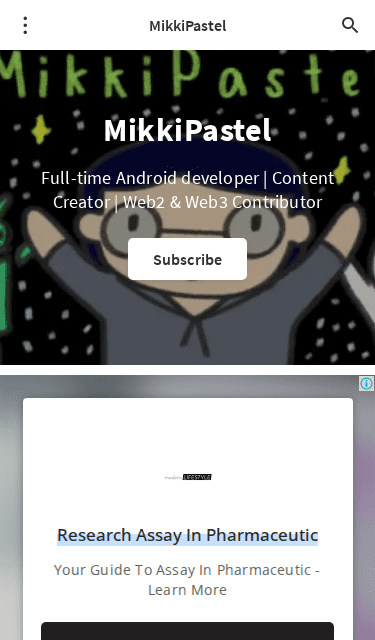 MikkiPastel
MikkiPaste
MikkiPastel
Full-time Android developer | Content
Creator | Web2 & Web3 Contributor
Subscribe
modern LIFESTYLE
Research Assay In Pharmaceutic
Your Guide To Assay In Pharmaceutic -
Learn More